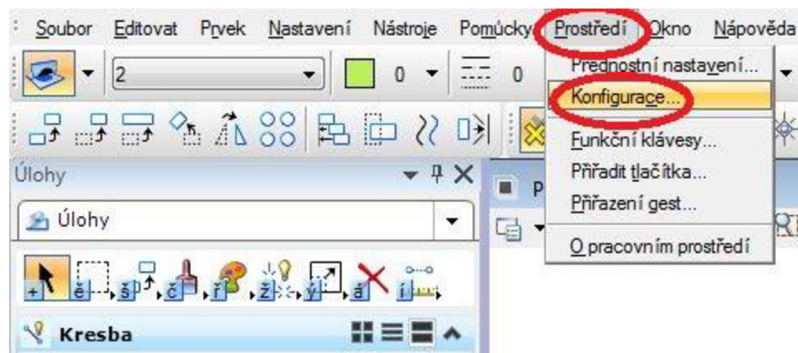 Soubor Editovat Prvek Nastavení Nástroje Pomůcky Prostředí Okno Nápověda
2 0 0
Přednostní nastavení...
Konfigurace...
Funkční klávesy...
Přiřadit tlačítka...
Přiřazení gest...
O pracovním prostředí
Úlohy
P
Úlohy
+ ě š č ř ž ý á í
Kresba